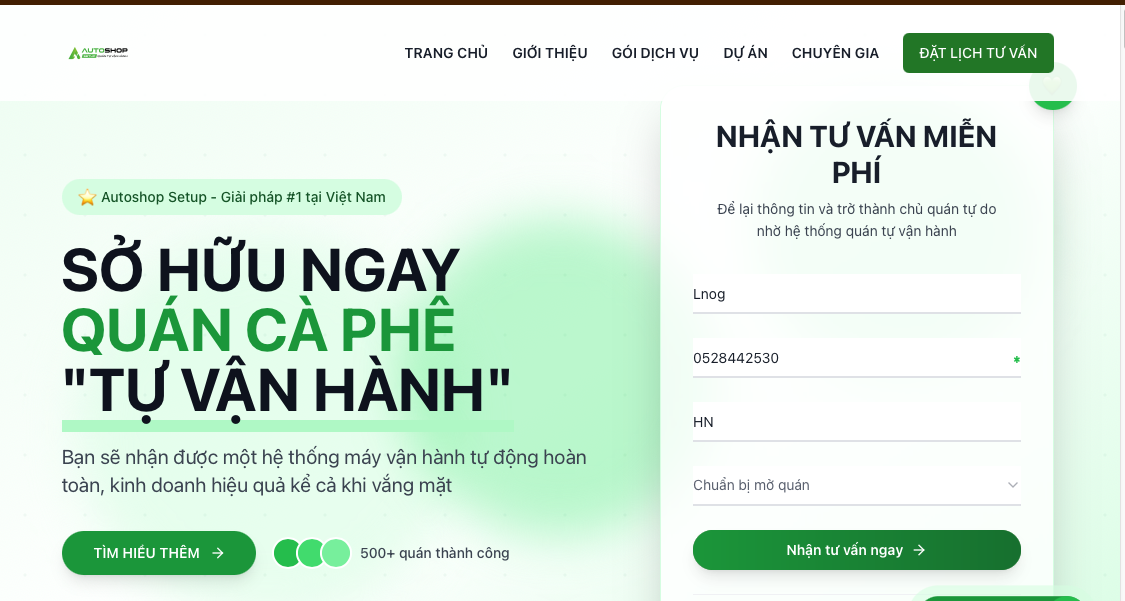 AUTOSHOP
TRANG CHỦ
GIỚI THIỆU
GÓI DỊCH VỤ
DỰ ÁN
CHUYÊN GIA
ĐẶT LỊCH TƯ VẤN
Autoshop Setup - Giải pháp #1 tại Việt Nam
SỞ HỮU NGAY
QUÁN CÀ PHÊ
"TỰ VẬN HÀNH"
Bạn sẽ nhận được một hệ thống máy vận hành tự động hoàn
toàn, kinh doanh hiệu quả kể cả khi vắng mặt
TÌM HIỂU THÊM →
500+ quán thành công
NHẬN TƯ VẤN MIỄN
PHÍ
Để lại thông tin và trở thành chủ quán tự do
nhờ hệ thống quán tự vận hành
Lnog
0528442530
*
HN
Chuẩn bị mở quán
Nhận tư vấn ngay →